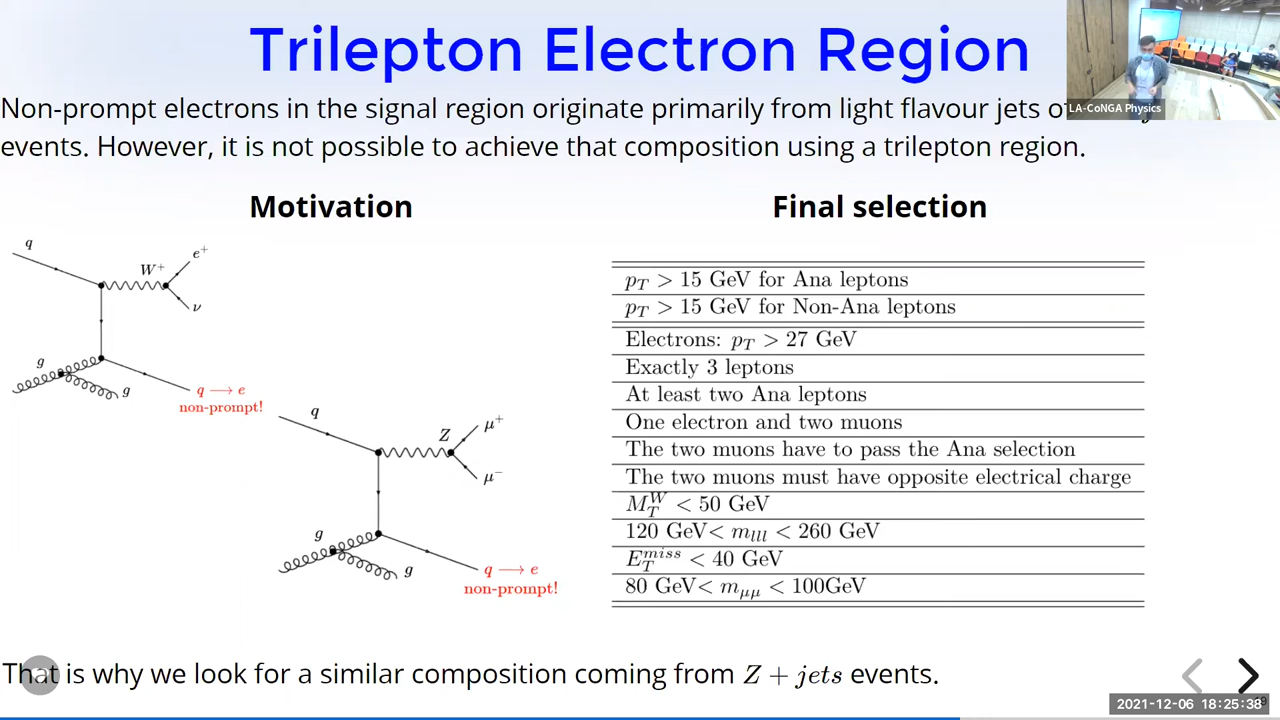 Trilepton Electron Region
LA-CoNGA Physics
Non-prompt electrons in the signal region originate primarily from light flavour jets
events. However, it is not possible to achieve that composition using a trilepton region.
Motivation
q
W⁺
e⁺
ν
g
g
q ⟶ e
non-prompt!
q
Z
μ⁺
μ⁻
g
g
q ⟶ e
non-prompt!
Final selection
p_T > 15 GeV for Ana leptons
p_T > 15 GeV for Non-Ana leptons
Electrons: p_T > 27 GeV
Exactly 3 leptons
At least two Ana leptons
One electron and two muons
The two muons have to pass the Ana selection
The two muons must have opposite electrical charge
M_T^W < 50 GeV
120 GeV< m_lll < 260 GeV
E_T^miss < 40 GeV
80 GeV< m_μμ < 100GeV
That is why we look for a similar composition coming from Z + jets events.
2021-12-06 18:25:38